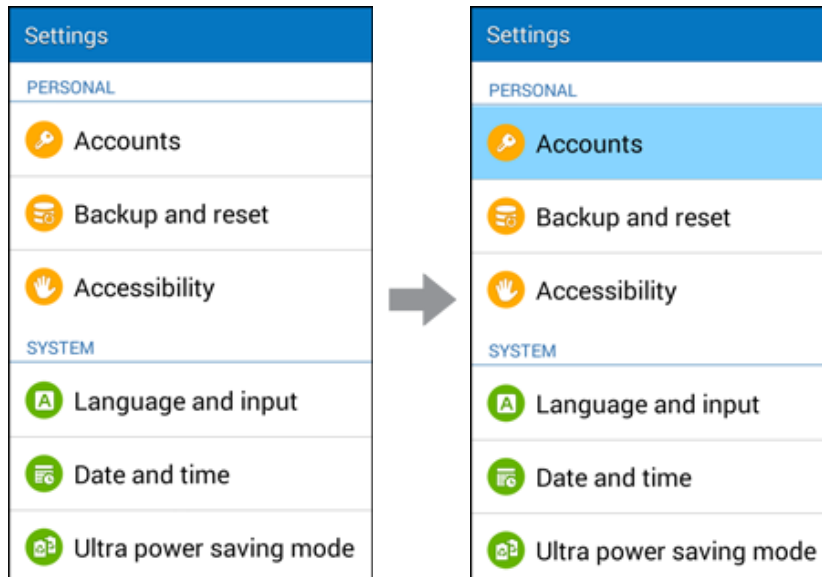 Settings
PERSONAL
Accounts
Backup and reset
Accessibility
SYSTEM
A Language and input
Date and time
Ultra power saving mode
Settings
PERSONAL
Accounts
Backup and reset
Accessibility
SYSTEM
A Language and input
Date and time
Ultra power saving mode